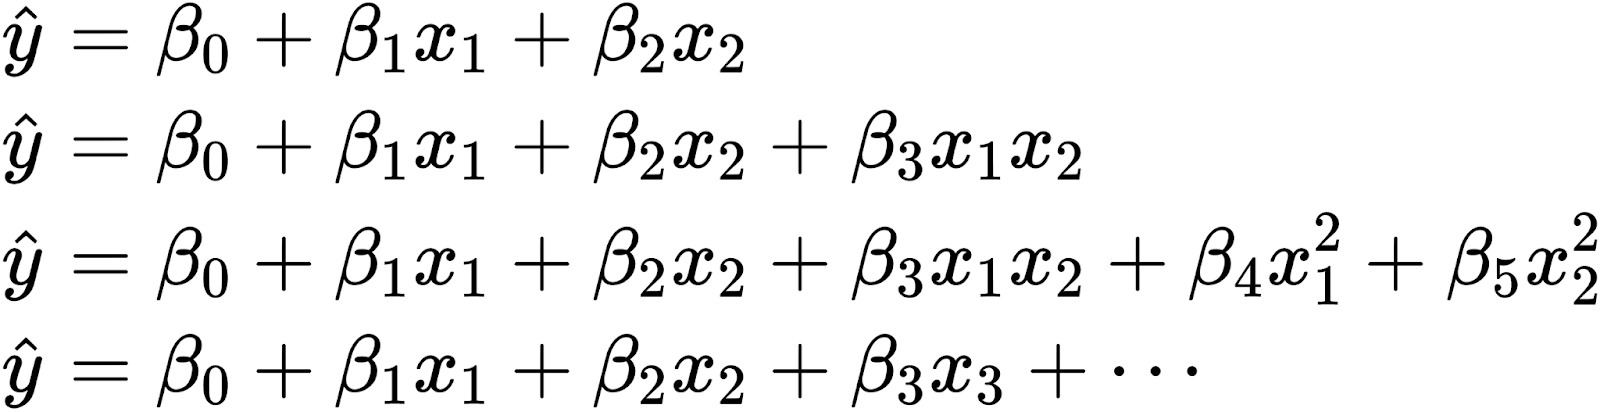 ŷ = β₀ + β₁x₁ + β₂x₂
ŷ = β₀ + β₁x₁ + β₂x₂ + β₃x₁x₂
ŷ = β₀ + β₁x₁ + β₂x₂ + β₃x₁x₂ + β₄x₁² + β₅x₂²
ŷ = β₀ + β₁x₁ + β₂x₂ + β₃x₃ + ⋯